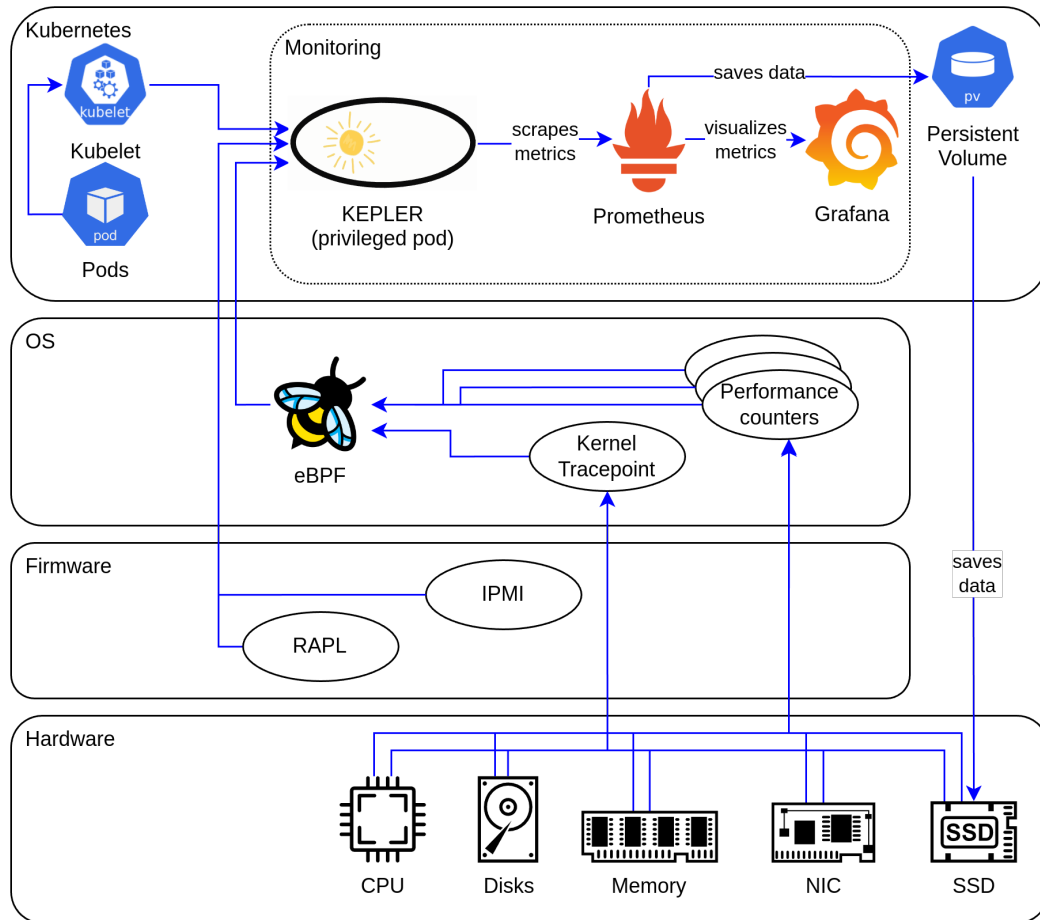 Kubernetes
kubelet
Kubelet
pod
Pods
Monitoring
KEPLER
(privileged pod)
scrapes
metrics
Prometheus
saves data
visualizes
metrics
Grafana
pv
Persistent
Volume
OS
eBPF
Kernel
Tracepoint
Performance
counters
saves
data
Firmware
IPMI
RAPL
Hardware
CPU
Disks
Memory
NIC
SSD
SSD